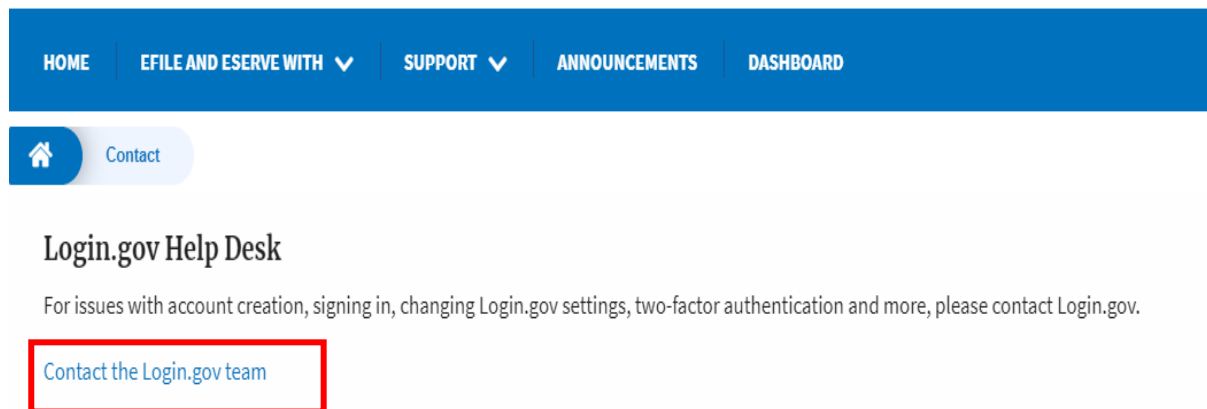 HOME EFILE AND ESERVE WITH SUPPORT ANNOUNCEMENTS DASHBOARD
Contact
Login.gov Help Desk
For issues with account creation, signing in, changing Login.gov settings, two-factor authentication and more, please contact Login.gov.
Contact the Login.gov team